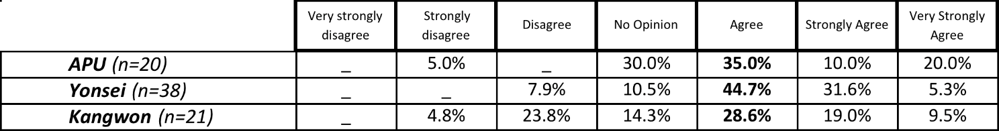 Very strongly disagree Strongly disagree Disagree No Opinion Agree Strongly Agree Very Strongly Agree
APU (n=20) _ 5.0% _ 30.0% 35.0% 10.0% 20.0%
Yonsei (n=38) _ _ 7.9% 10.5% 44.7% 31.6% 5.3%
Kangwon (n=21) _ 4.8% 23.8% 14.3% 28.6% 19.0% 9.5%